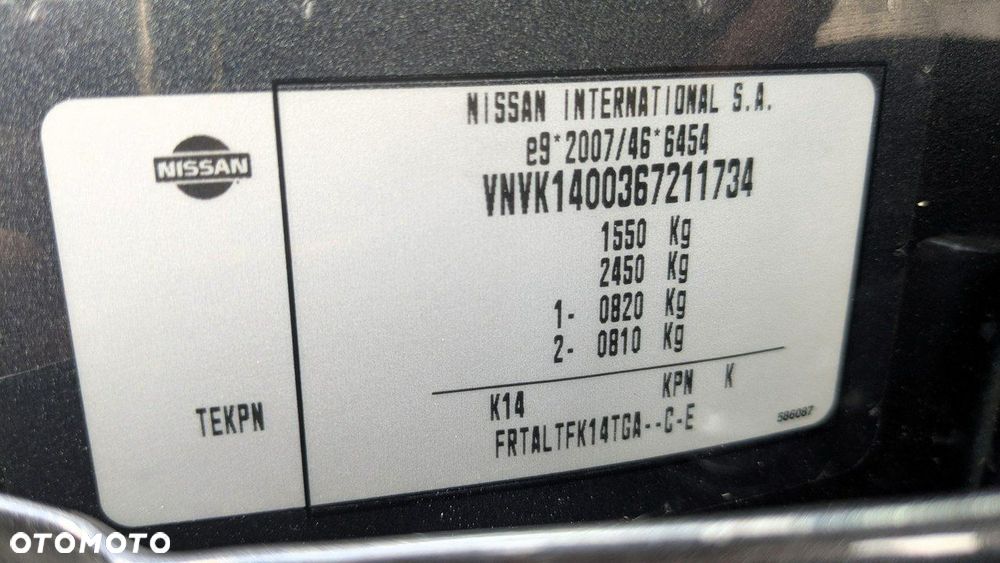 NISSAN INTERNATIONAL S.A.
e9*2007/46*6454
VNVK1400367211734
1550 Kg
2450 Kg
1- 0820 Kg
2- 0810 Kg
K14 KPN K
FRTALTFK14TGA--C-E
586087
NISSAN
TEKPN
OTOMOTO